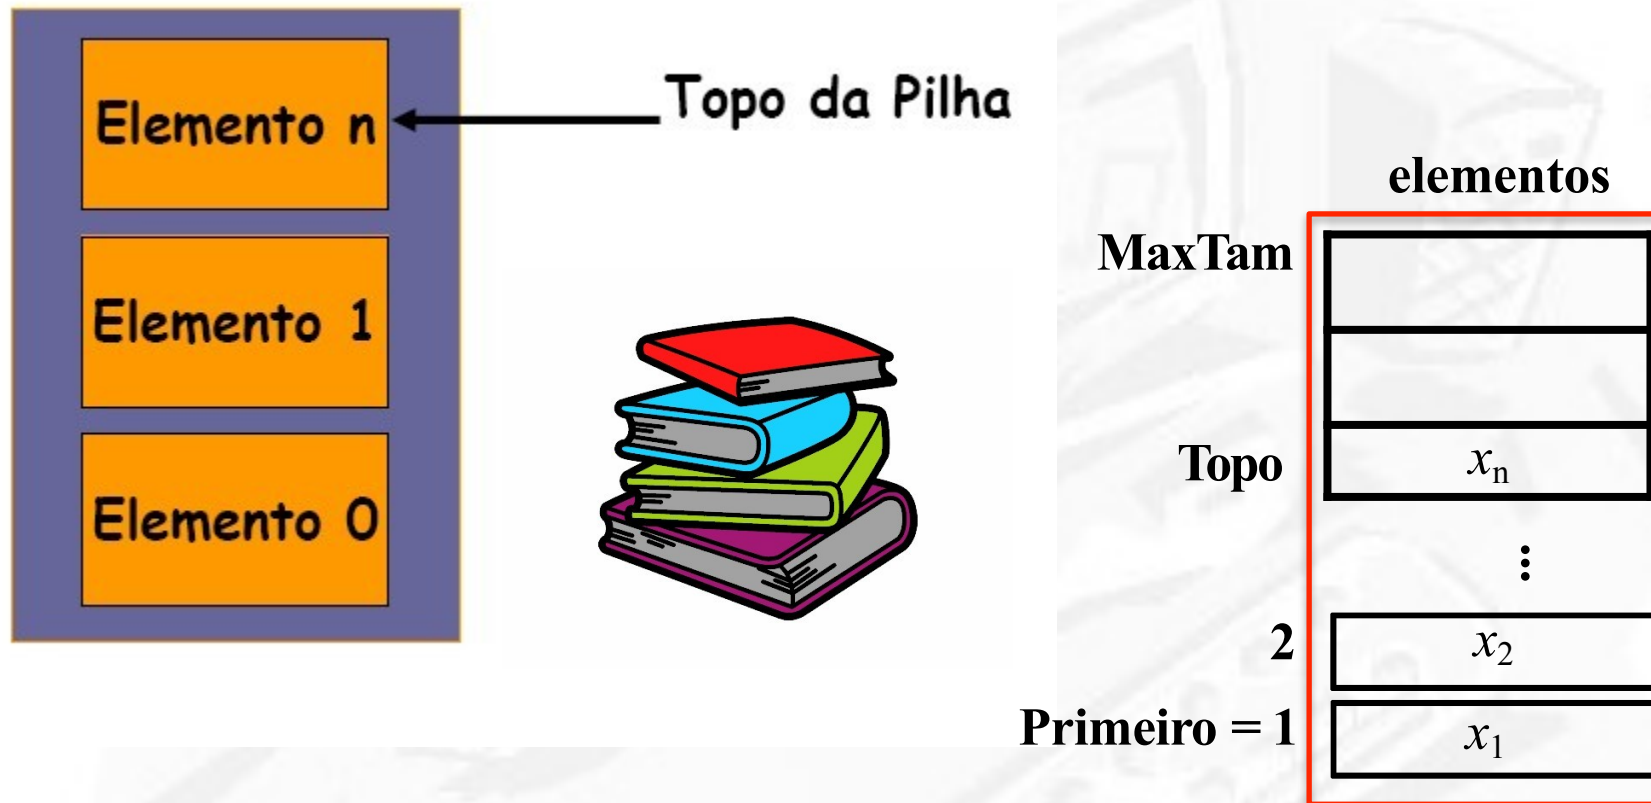 Elemento n
Topo da Pilha
Elemento 1
Elemento 0
elementos
MaxTam
Topo xn
⋮
2 x2
Primeiro = 1 x1